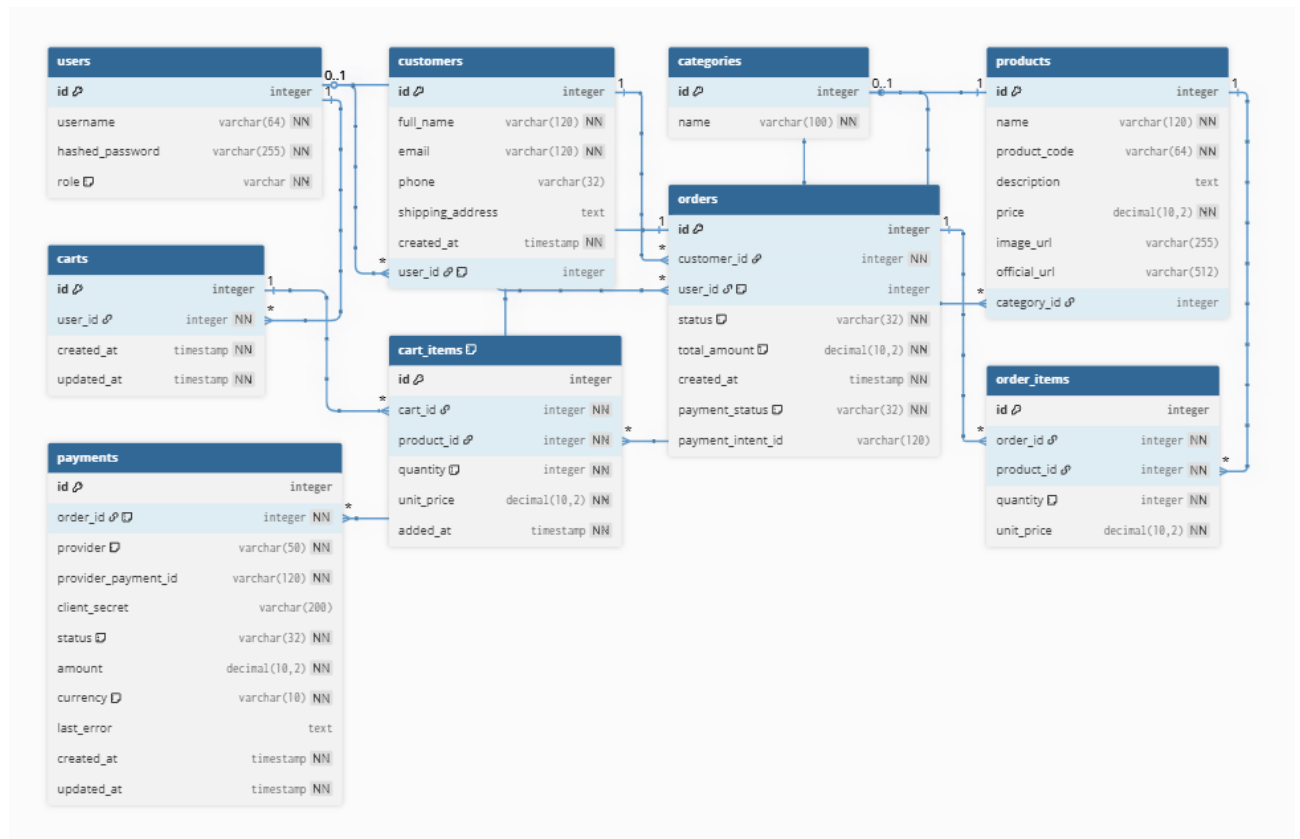 users
id integer
username varchar(64) NN
hashed_password varchar(255) NN
role varchar NN
customers
id integer
full_name varchar(120) NN
email varchar(120) NN
phone varchar(32)
shipping_address text
created_at timestamp NN
user_id integer
categories
id integer
name varchar(100) NN
products
id integer
name varchar(120) NN
product_code varchar(64) NN
description text
price decimal(10,2) NN
image_url varchar(255)
official_url varchar(512)
category_id integer
orders
id integer
customer_id integer NN
user_id integer
status varchar(32) NN
total_amount decimal(10,2) NN
created_at timestamp NN
payment_status varchar(32) NN
payment_intent_id varchar(120)
carts
id integer
user_id integer NN
created_at timestamp NN
updated_at timestamp NN
cart_items
id integer
cart_id integer NN
product_id integer NN
quantity integer NN
unit_price decimal(10,2) NN
added_at timestamp NN
order_items
id integer
order_id integer NN
product_id integer NN
quantity integer NN
unit_price decimal(10,2) NN
payments
id integer
order_id integer NN
provider varchar(50) NN
provider_payment_id varchar(120) NN
client_secret varchar(200)
status varchar(32) NN
amount decimal(10,2) NN
currency varchar(10) NN
last_error text
created_at timestamp NN
updated_at timestamp NN
0..1
1
1
0..1
1
1
*
1
*
*
1
*
1
*
*
*
*
*
*